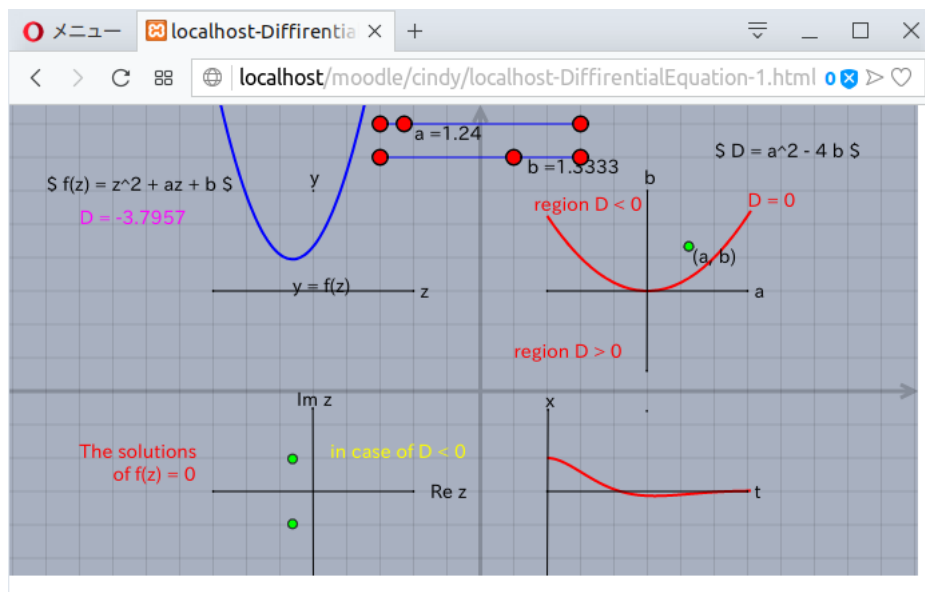 メニュー
localhost-Diffirentia
localhost/moodle/cindy/localhost-DiffirentialEquation-1.html 0
a =1.24
$ D = a^2 - 4 b $
b =1.3333
$ f(z) = z^2 + az + b $
y
b
D = -3.7957
region D < 0
D = 0
(a, b)
y = f(z)
z
a
region D > 0
Im z
x
The solutions
of f(z) = 0
in case of D < 0
Re z
t